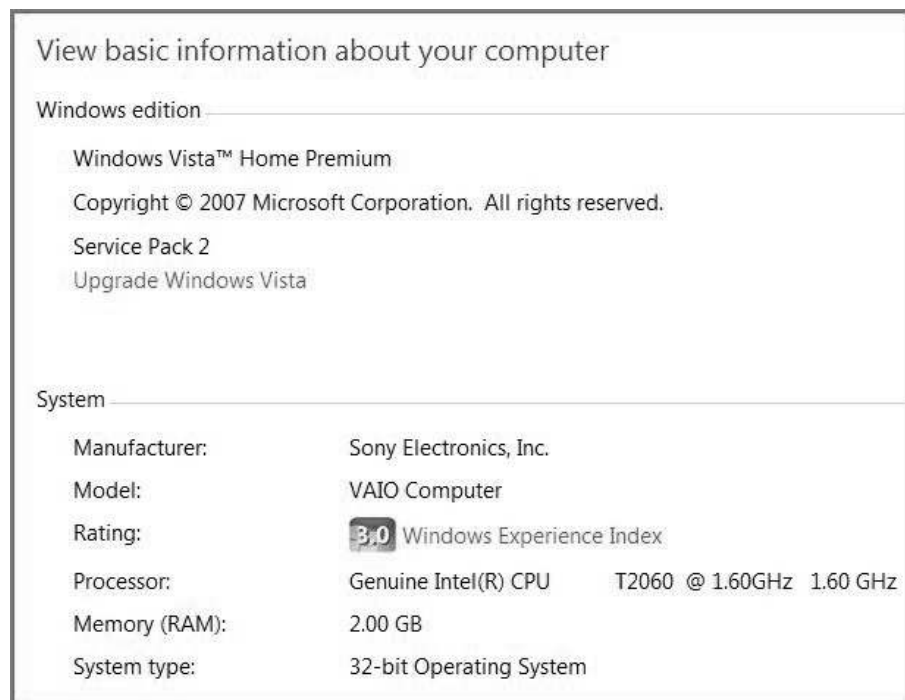 View basic information about your computer
Windows edition
Windows Vista™ Home Premium
Copyright © 2007 Microsoft Corporation. All rights reserved.
Service Pack 2
Upgrade Windows Vista
System
Manufacturer: Sony Electronics, Inc.
Model: VAIO Computer
Rating: 3.0 Windows Experience Index
Processor: Genuine Intel(R) CPU T2060 @ 1.60GHz 1.60 GHz
Memory (RAM): 2.00 GB
System type: 32-bit Operating System